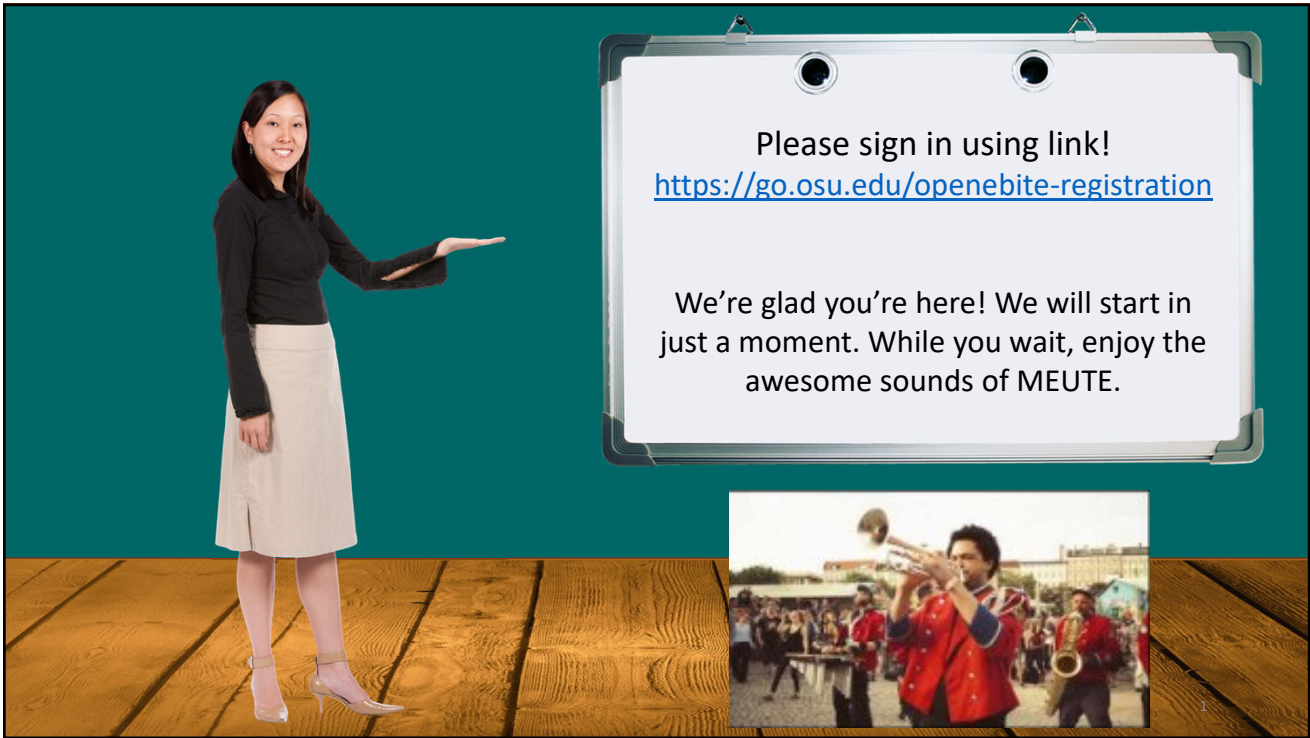 Please sign in using link!
https://go.osu.edu/openebite-registration
We’re glad you’re here! We will start in
just a moment. While you wait, enjoy the
awesome sounds of MEUTE.
1